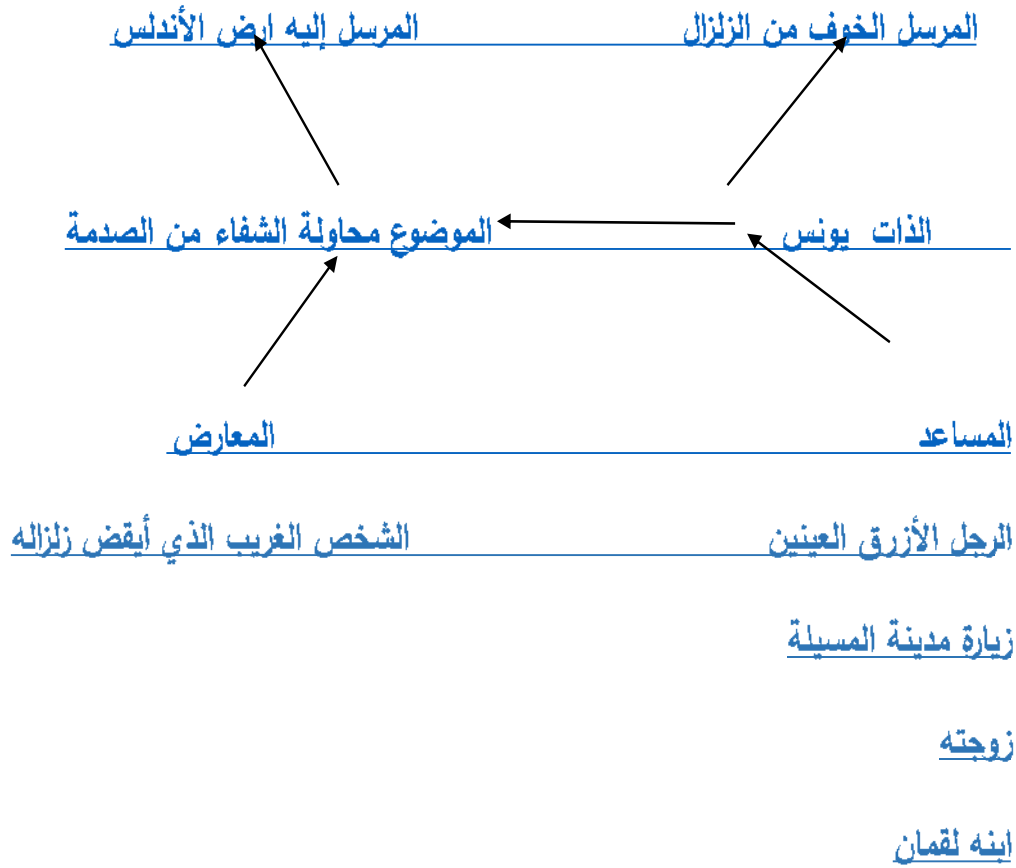 المرسل الخوف من الزلزال المرسل إليه ارض الأندلس
الذات يونس الموضوع محاولة الشفاء من الصدمة
المساعد المعارض
الرجل الأزرق العينين الشخص الغريب الذي أيقض زلزاله
زيارة مدينة المسيلة
زوجته
ابنه لقمان